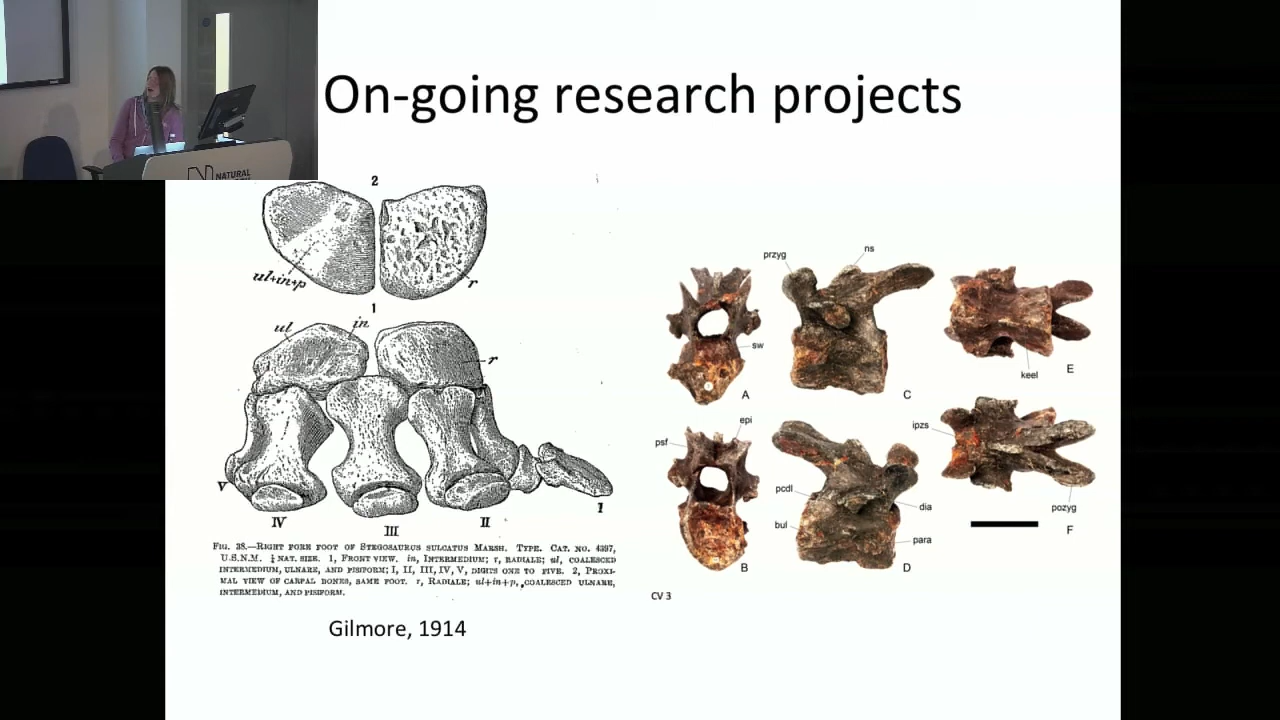 On-going research projects
NATURAL
2
ul+in+p
r
1
ul
in
r
V
IV
III
II
1
FIG. 38.—RIGHT FORE FOOT OF STEGOSAURUS SULCATUS MARSH. TYPE. CAT. NO. 4397,
U.S.N.M. ¼ NAT. SIZE. 1, FRONT VIEW. in, INTERMEDIUM; r, RADIALE; ul, COALESCED
INTERMEDIUM, ULNARE, AND PISIFORM; I, II, III, IV, V, DIGITS ONE TO FIVE. 2, PROXI-
MAL VIEW OF CARPAL BONES, SAME FOOT. r, RADIALE; ul+in+p, COALESCED ULNARE,
INTERMEDIUM, AND PISIFORM.
Gilmore, 1914
przyg
ns
sw
keel
A
C
E
epi
psf
ipzs
pcdl
dia
bul
para
pozyg
B
D
F
CV 3